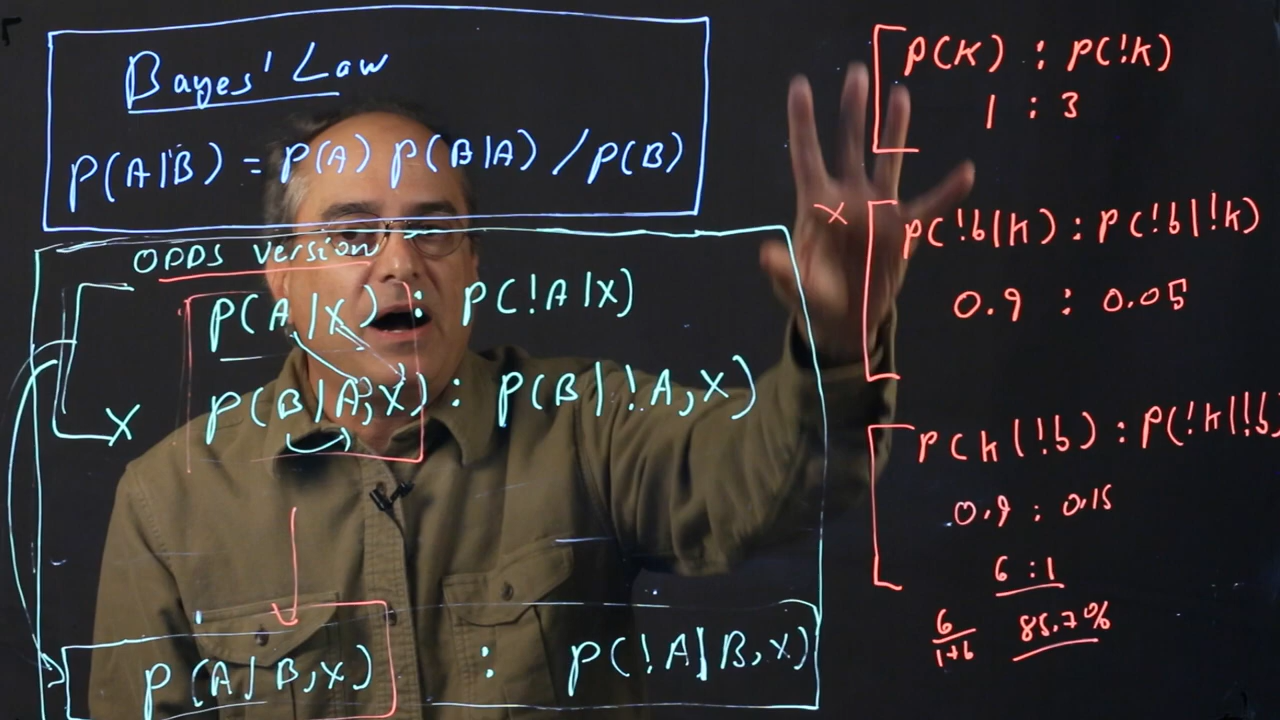 Bayes' Law
P(A|B) = P(A) P(B|A) / P(B)
ODDS version
P(A|X) : P(!A|X)
X P(B|A,X) : P(B|!A,X)
P(A|B,X) : P(!A|B,X)
P(k) : P(!k)
1 : 3
X P(!b|k) : P(!b|!k)
0.9 : 0.05
P(k|!b) : P(!k|!b)
0.9 : 0.15
6 : 1
6/1+6 85.7%